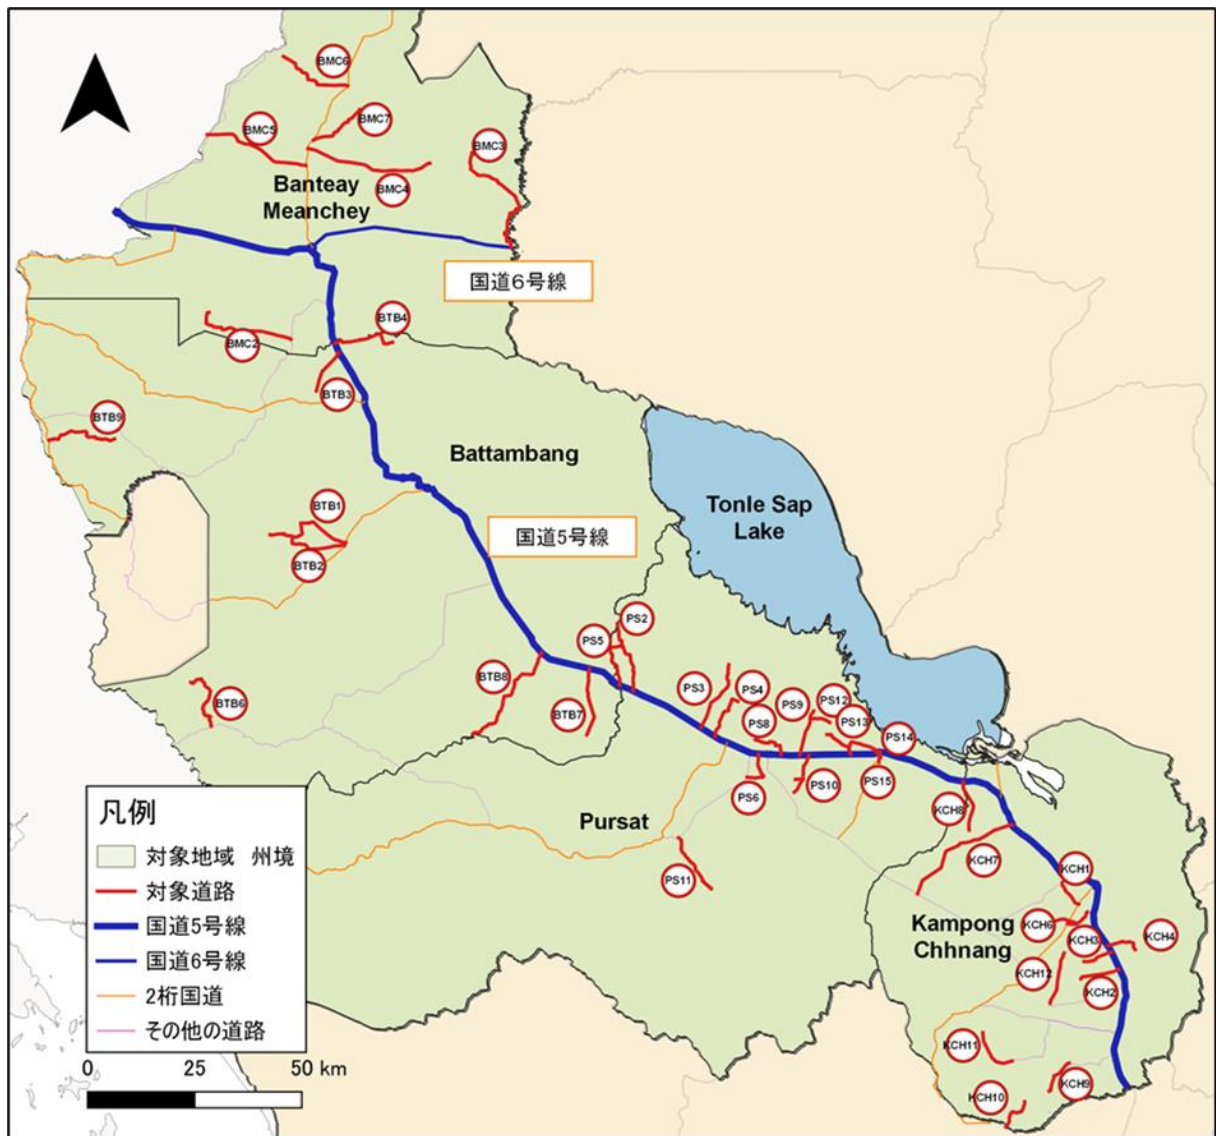 BMC6
BMC7
BMC5
BMC3
BMC4
Banteay
Meanchey
国道６号線
BTB4
BMC2
BTB3
BTB9
Battambang
Tonle Sap
Lake
BTB1
国道5号線
BTB2
PS2
PS5
BTB8
PS3
PS4
PS9
PS12
BTB6
BTB7
PS8
PS13
PS14
PS6
PS10
PS15
KCH8
Pursat
KCH7
KCH1
PS11
Kampong
Chhnang
KCH6
KCH3
KCH4
KCH12
KCH2
KCH11
KCH9
KCH10
凡例
対象地域　州境
対象道路
国道5号線
国道6号線
2桁国道
その他の道路
0 25 50 km